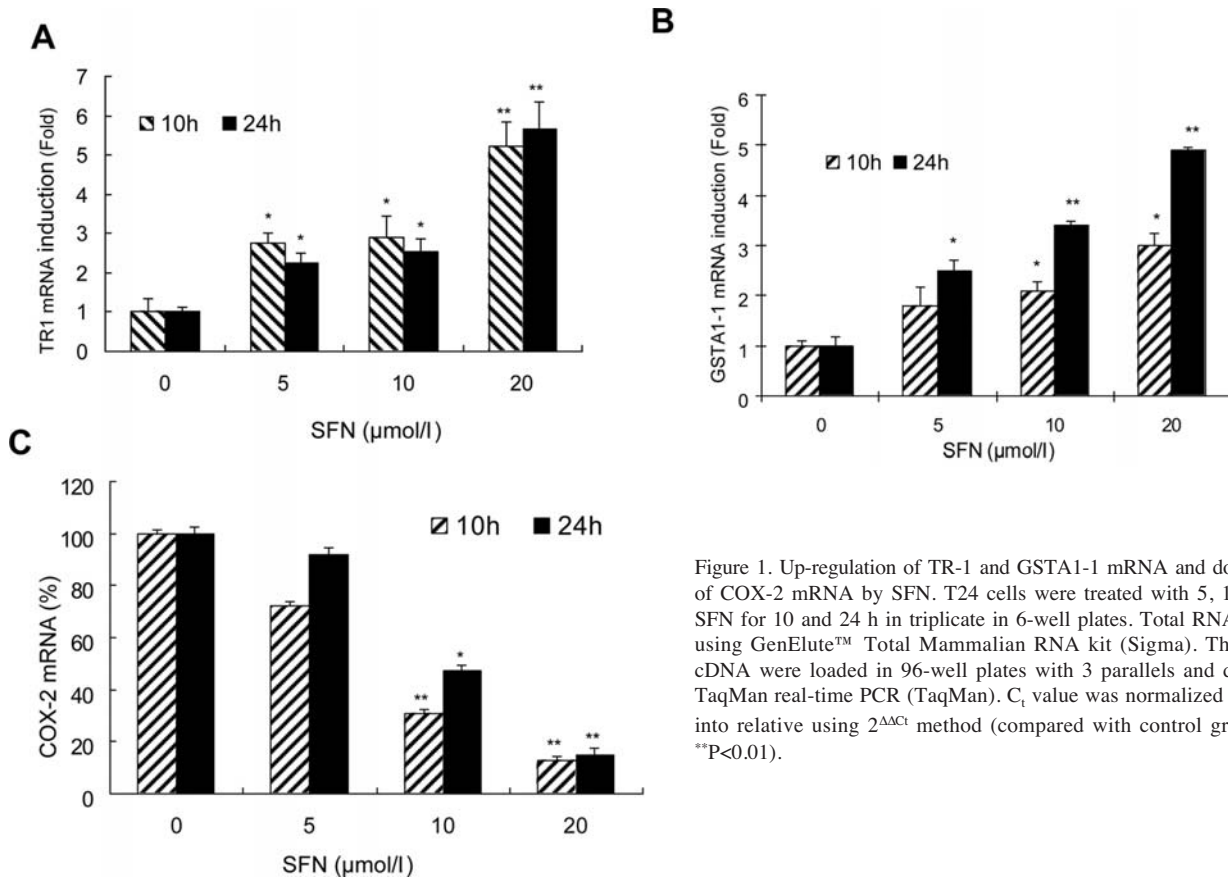 A
TR1 mRNA induction (Fold)
7
6
5
4
3
2
1
0
10h 24h
* * * * ** **
0 5 10 20
SFN (µmol/l)
B
GSTA1-1 mRNA induction (Fold)
6
5
4
3
2
1
0
10h 24h
* * ** * **
0 5 10 20
SFN (µmol/l)
C
COX-2 mRNA (%)
120
100
80
60
40
20
0
10h 24h
** * ** **
0 5 10 20
SFN (µmol/l)
Figure 1. Up-regulation of TR-1 and GSTA1-1 mRNA and do
of COX-2 mRNA by SFN. T24 cells were treated with 5, 1
SFN for 10 and 24 h in triplicate in 6-well plates. Total RNA
using GenElute™ Total Mammalian RNA kit (Sigma). Th
cDNA were loaded in 96-well plates with 3 parallels and
TaqMan real-time PCR (TaqMan). Ct value was normalized
into relative using 2ΔΔCt method (compared with control gr
**P<0.01).